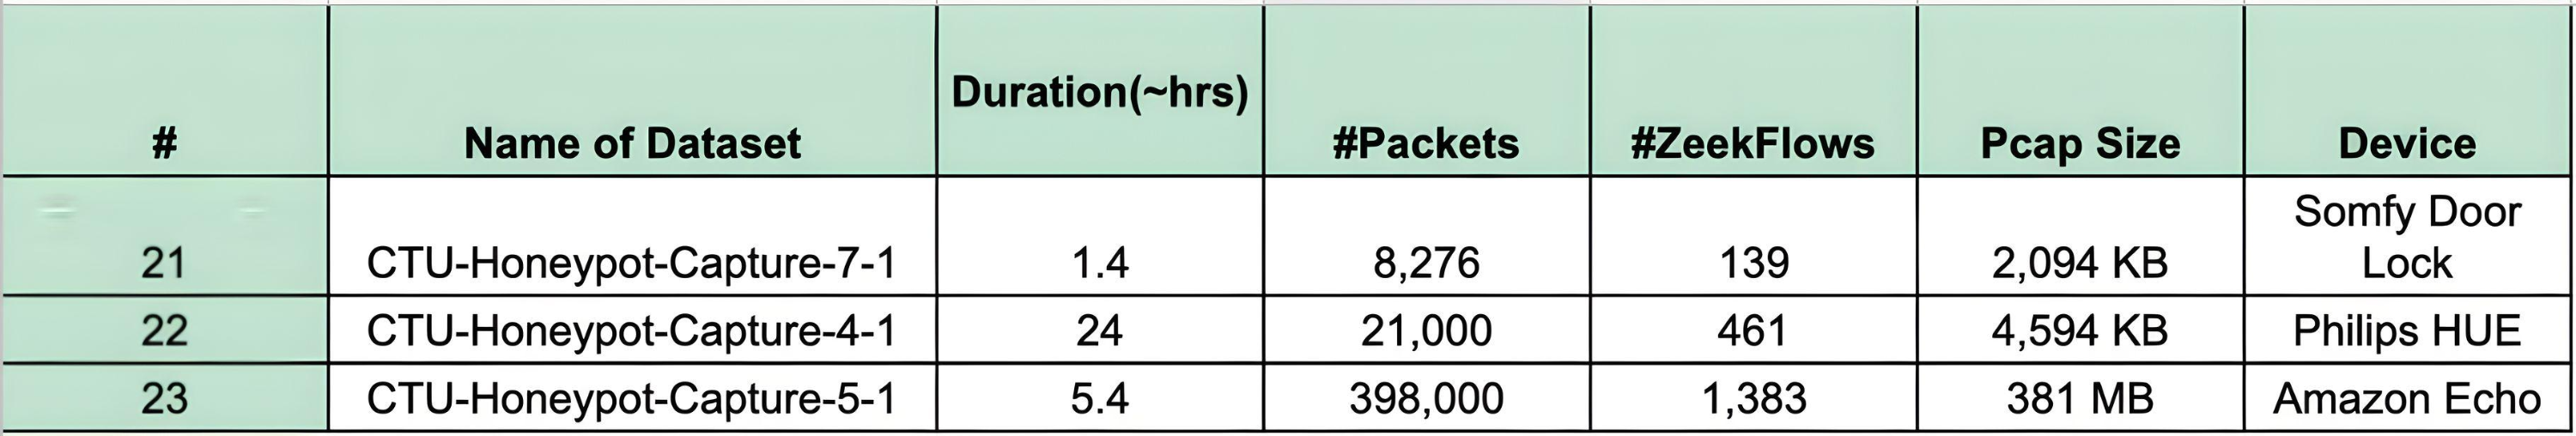 # Name of Dataset Duration(~hrs) #Packets #ZeekFlows Pcap Size Device
21 CTU-Honeypot-Capture-7-1 1.4 8,276 139 2,094 KB Somfy Door Lock
22 CTU-Honeypot-Capture-4-1 24 21,000 461 4,594 KB Philips HUE
23 CTU-Honeypot-Capture-5-1 5.4 398,000 1,383 381 MB Amazon Echo